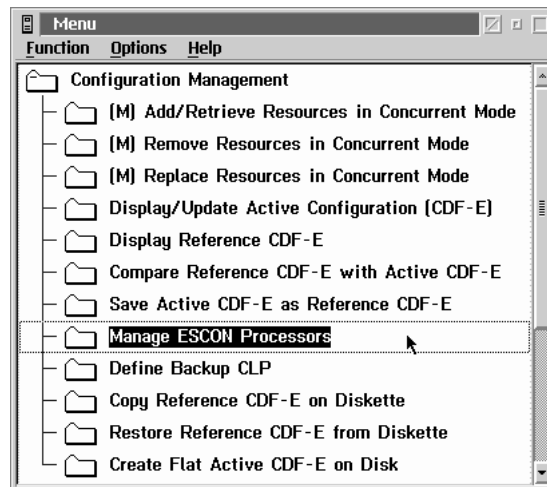 Menu
Function Options Help
Configuration Management
(M) Add/Retrieve Resources in Concurrent Mode
(M) Remove Resources in Concurrent Mode
(M) Replace Resources in Concurrent Mode
Display/Update Active Configuration (CDF-E)
Display Reference CDF-E
Compare Reference CDF-E with Active CDF-E
Save Active CDF-E as Reference CDF-E
Manage ESCON Processors
Define Backup CLP
Copy Reference CDF-E on Diskette
Restore Reference CDF-E from Diskette
Create Flat Active CDF-E on Disk